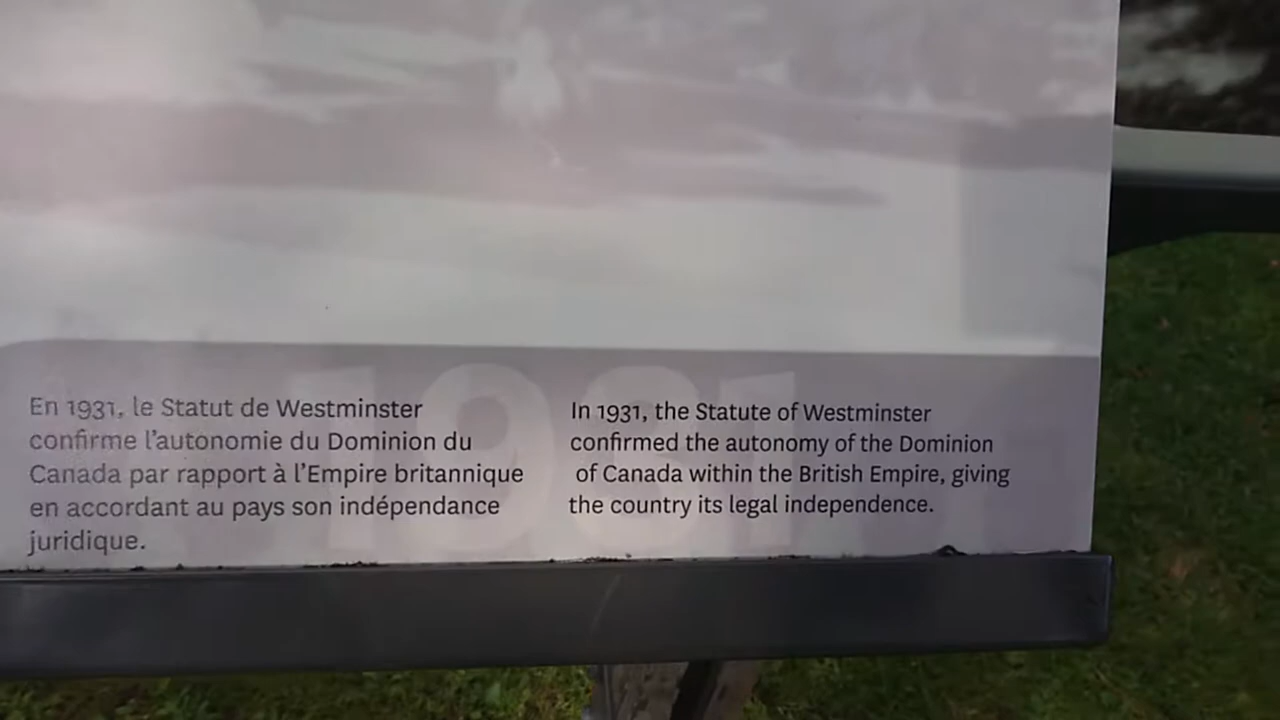 1931
En 1931, le Statut de Westminster
confirme l'autonomie du Dominion du
Canada par rapport à l'Empire britannique
en accordant au pays son indépendance
juridique.
In 1931, the Statute of Westminster
confirmed the autonomy of the Dominion
of Canada within the British Empire, giving
the country its legal independence.